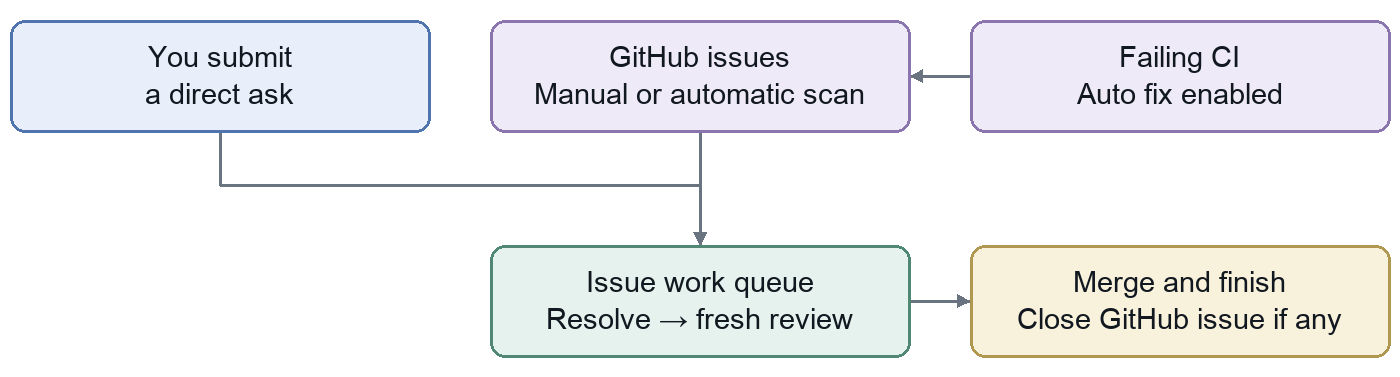 You submit
a direct ask
GitHub issues
Manual or automatic scan
Failing CI
Auto fix enabled
Issue work queue
Resolve → fresh review
Merge and finish
Close GitHub issue if any